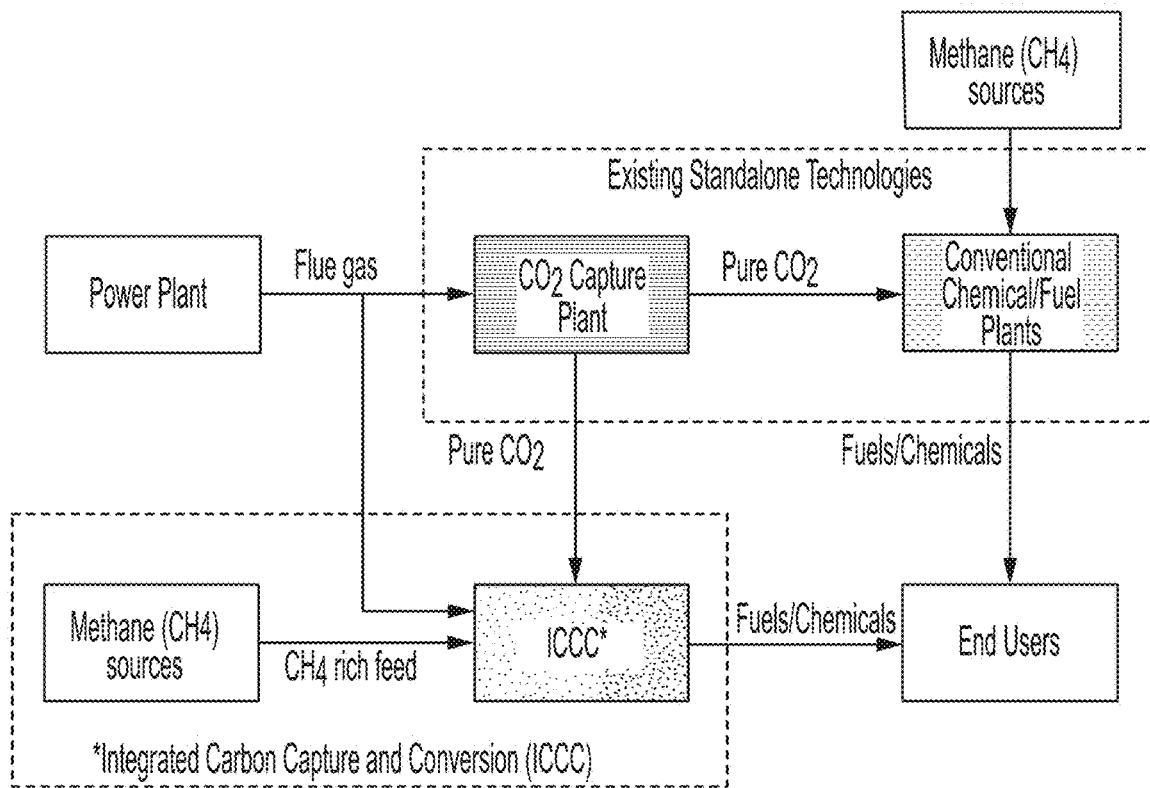 Methane (CH4)
sources
Existing Standalone Technologies
Power Plant
Flue gas
CO2 Capture
Plant
Pure CO2
Conventional
Chemical/Fuel
Plants
Pure CO2
Fuels/Chemicals
Methane (CH4)
sources
CH4 rich feed
ICCC*
Fuels/Chemicals
End Users
*Integrated Carbon Capture and Conversion (ICCC)